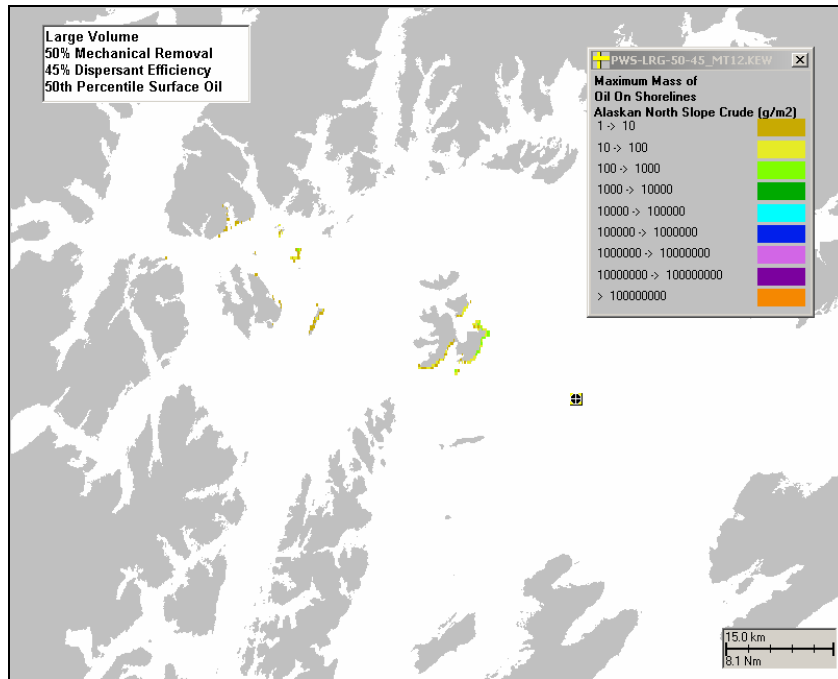 Large Volume
50% Mechanical Removal
45% Dispersant Efficiency
50th Percentile Surface Oil
PWS-LRG-50-45_MT12.KEW
Maximum Mass of
Oil On Shorelines
Alaskan North Slope Crude (g/m2)
1 -> 10
10 -> 100
100 -> 1000
1000 -> 10000
10000 -> 100000
100000 -> 1000000
1000000 -> 10000000
10000000 -> 100000000
> 100000000
15.0 km
8.1 Nm